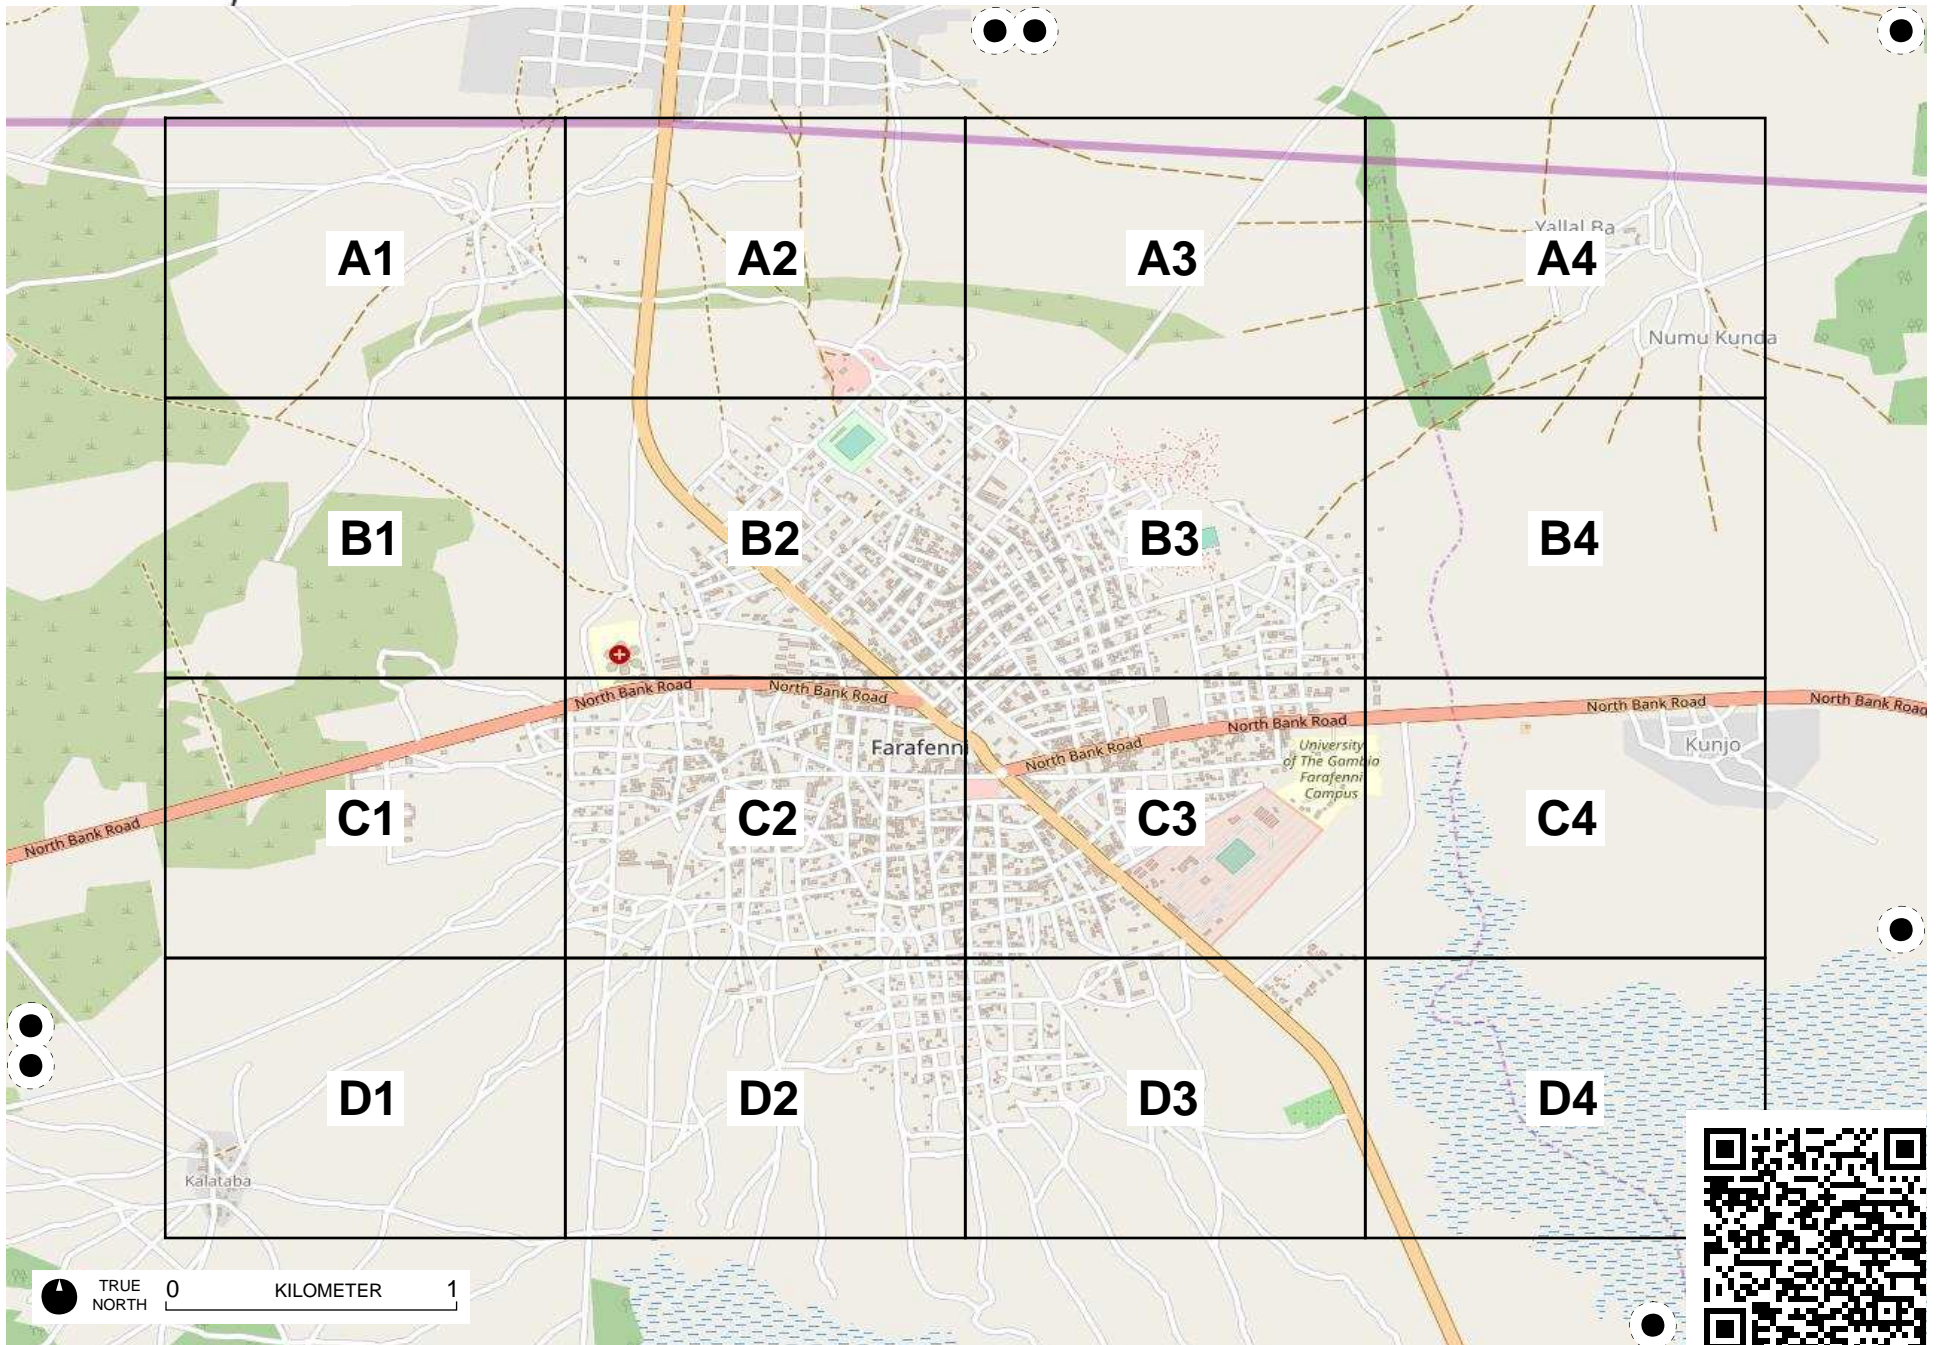 Yallal Ba
A1
A2
A3
A4
Numu Kunda
B1
B2
B3
B4
North Bank Road
North Bank Road
North Bank Road
North Bank Road
North Bank Road
North Bank Road
Farafenni
University
of The Gambia
Farafenni
Campus
Kunjo
C1
C2
C3
C4
North Bank Road
D1
D2
D3
D4
Kalataba
TRUE
NORTH
0 KILOMETER 1